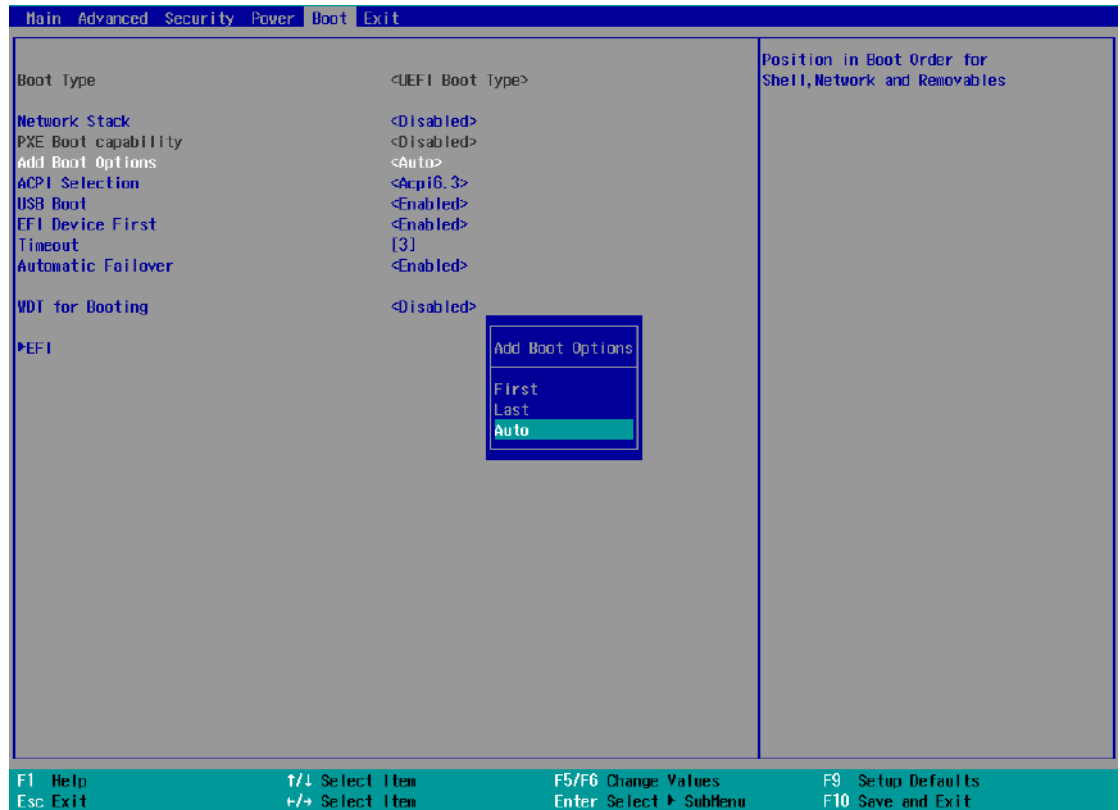 Main Advanced Security Power Boot Exit
Boot Type <UEFI Boot Type>
Network Stack <Disabled>
PXE Boot capability <Disabled>
Add Boot Options <Auto>
ACPI Selection <Acpi6.3>
USB Boot <Enabled>
EFI Device First <Enabled>
Timeout [3]
Automatic Failover <Enabled>
WDT for Booting <Disabled>
►EFI
Position in Boot Order for
Shell,Network and Removables
Add Boot Options
First
Last
Auto
F1 Help ↑/↓ Select Item F5/F6 Change Values F9 Setup Defaults
Esc Exit ←/→ Select Item Enter Select ► SubMenu F10 Save and Exit